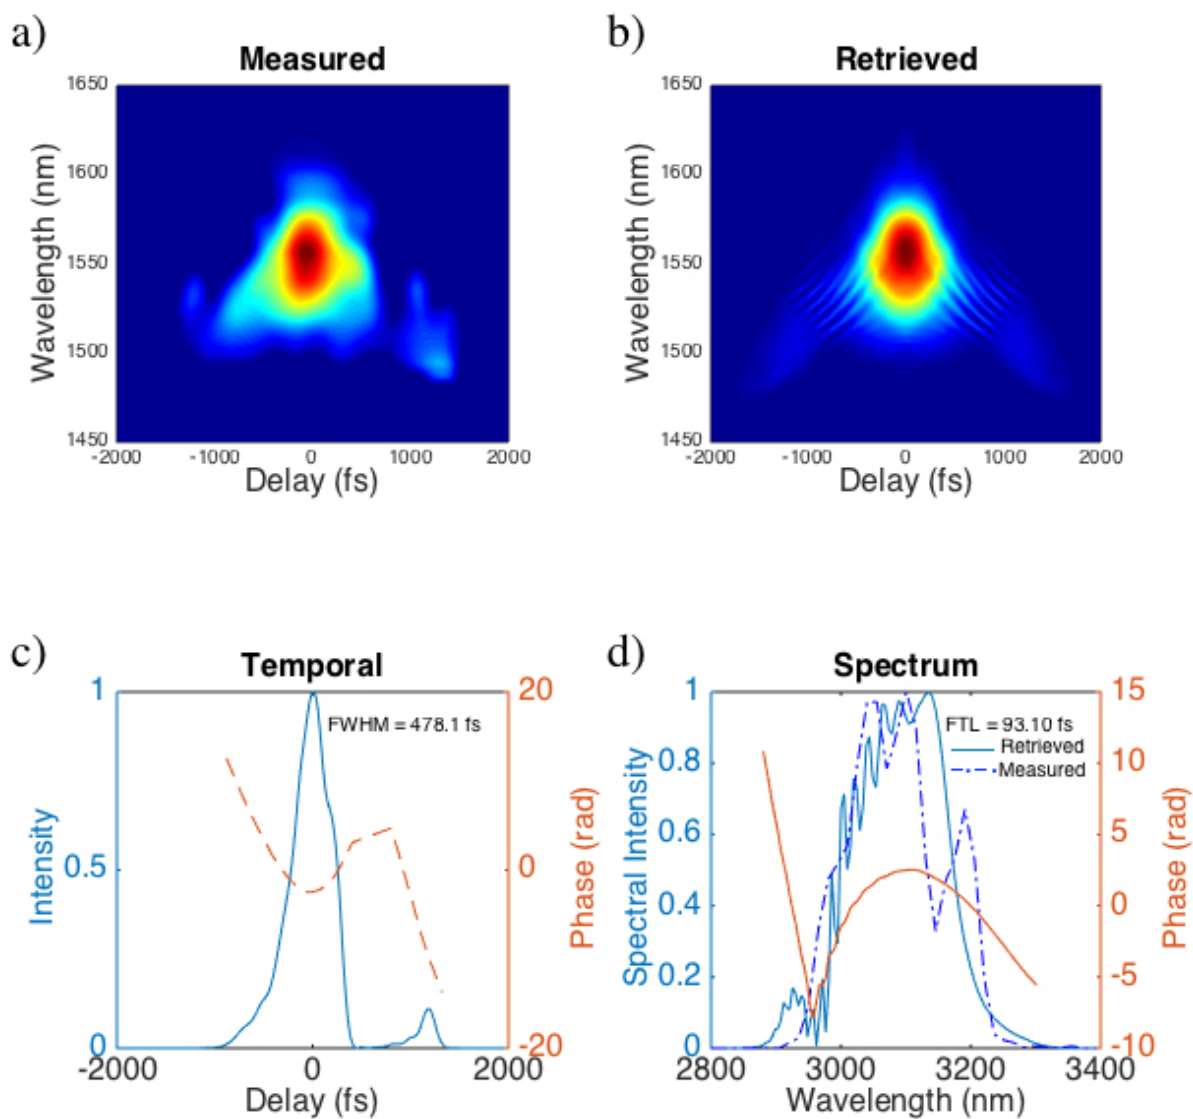 a)
Measured
1650
1600
1550
1500
1450
Wavelength (nm)
-2000 -1000 0 1000 2000
Delay (fs)
b)
Retrieved
1650
1600
1550
1500
1450
Wavelength (nm)
-2000 -1000 0 1000 2000
Delay (fs)
c)
Temporal
1
0.5
0
Intensity
20
0
-20
Phase (rad)
FWHM = 478.1 fs
-2000 0 2000
Delay (fs)
d)
Spectrum
1
0.8
0.6
0.4
0.2
0
Spectral Intensity
15
10
5
0
-5
-10
Phase (rad)
FTL = 93.10 fs
Retrieved
Measured
2800 3000 3200 3400
Wavelength (nm)